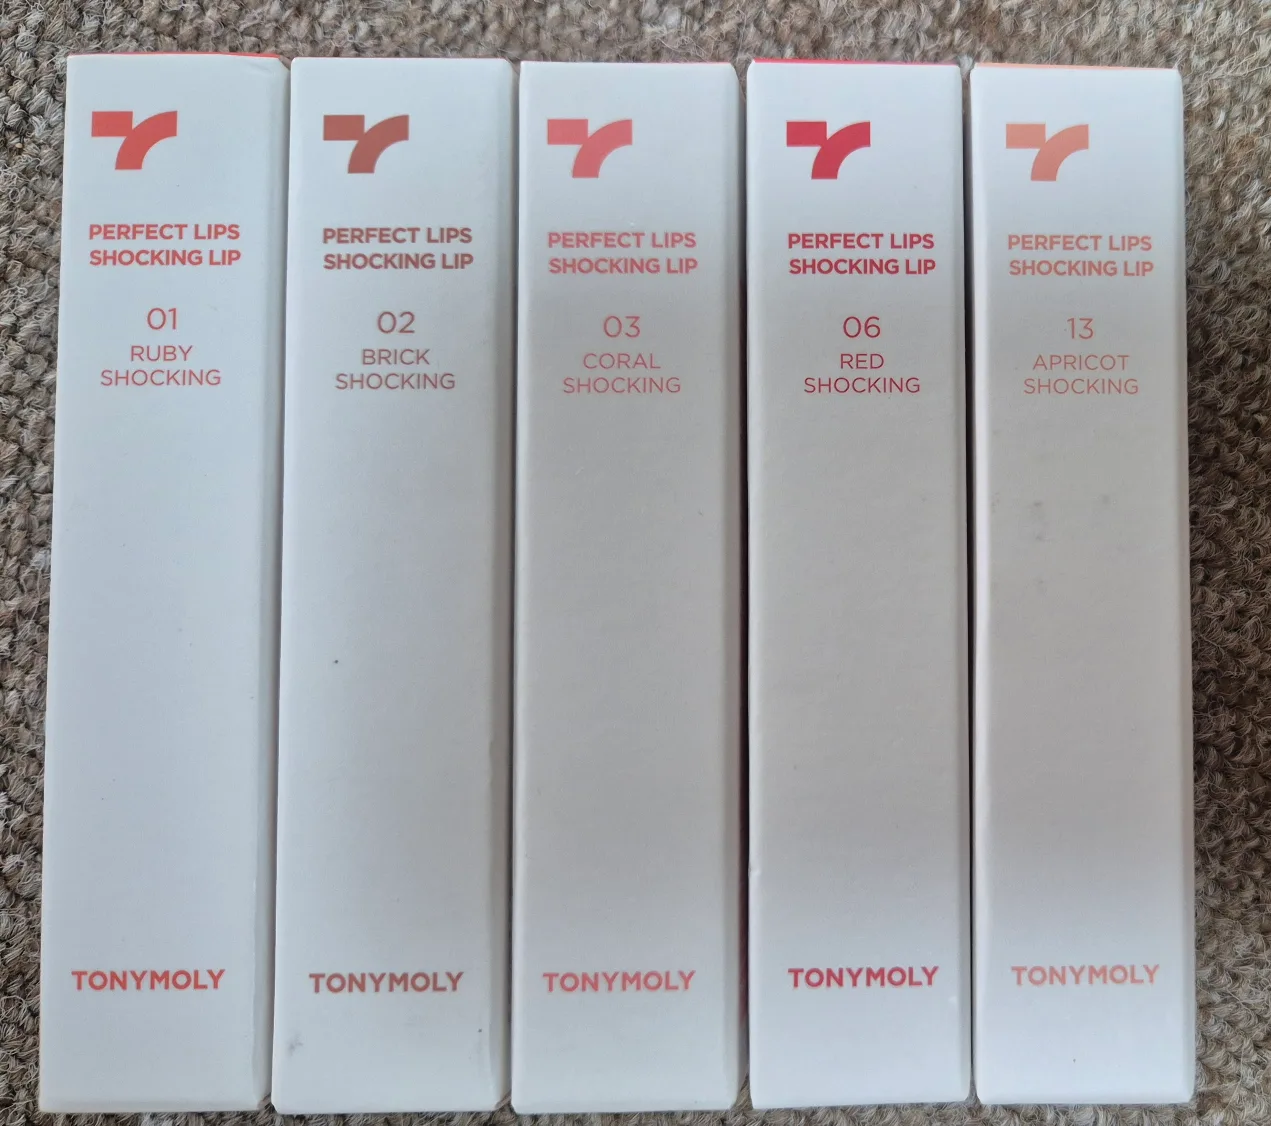 PERFECT LIPS
SHOCKING LIP
01
RUBY
SHOCKING
TONYMOLY
PERFECT LIPS
SHOCKING LIP
02
BRICK
SHOCKING
TONYMOLY
PERFECT LIPS
SHOCKING LIP
03
CORAL
SHOCKING
TONYMOLY
PERFECT LIPS
SHOCKING LIP
06
RED
SHOCKING
TONYMOLY
PERFECT LIPS
SHOCKING LIP
13
APRICOT
SHOCKING
TONYMOLY